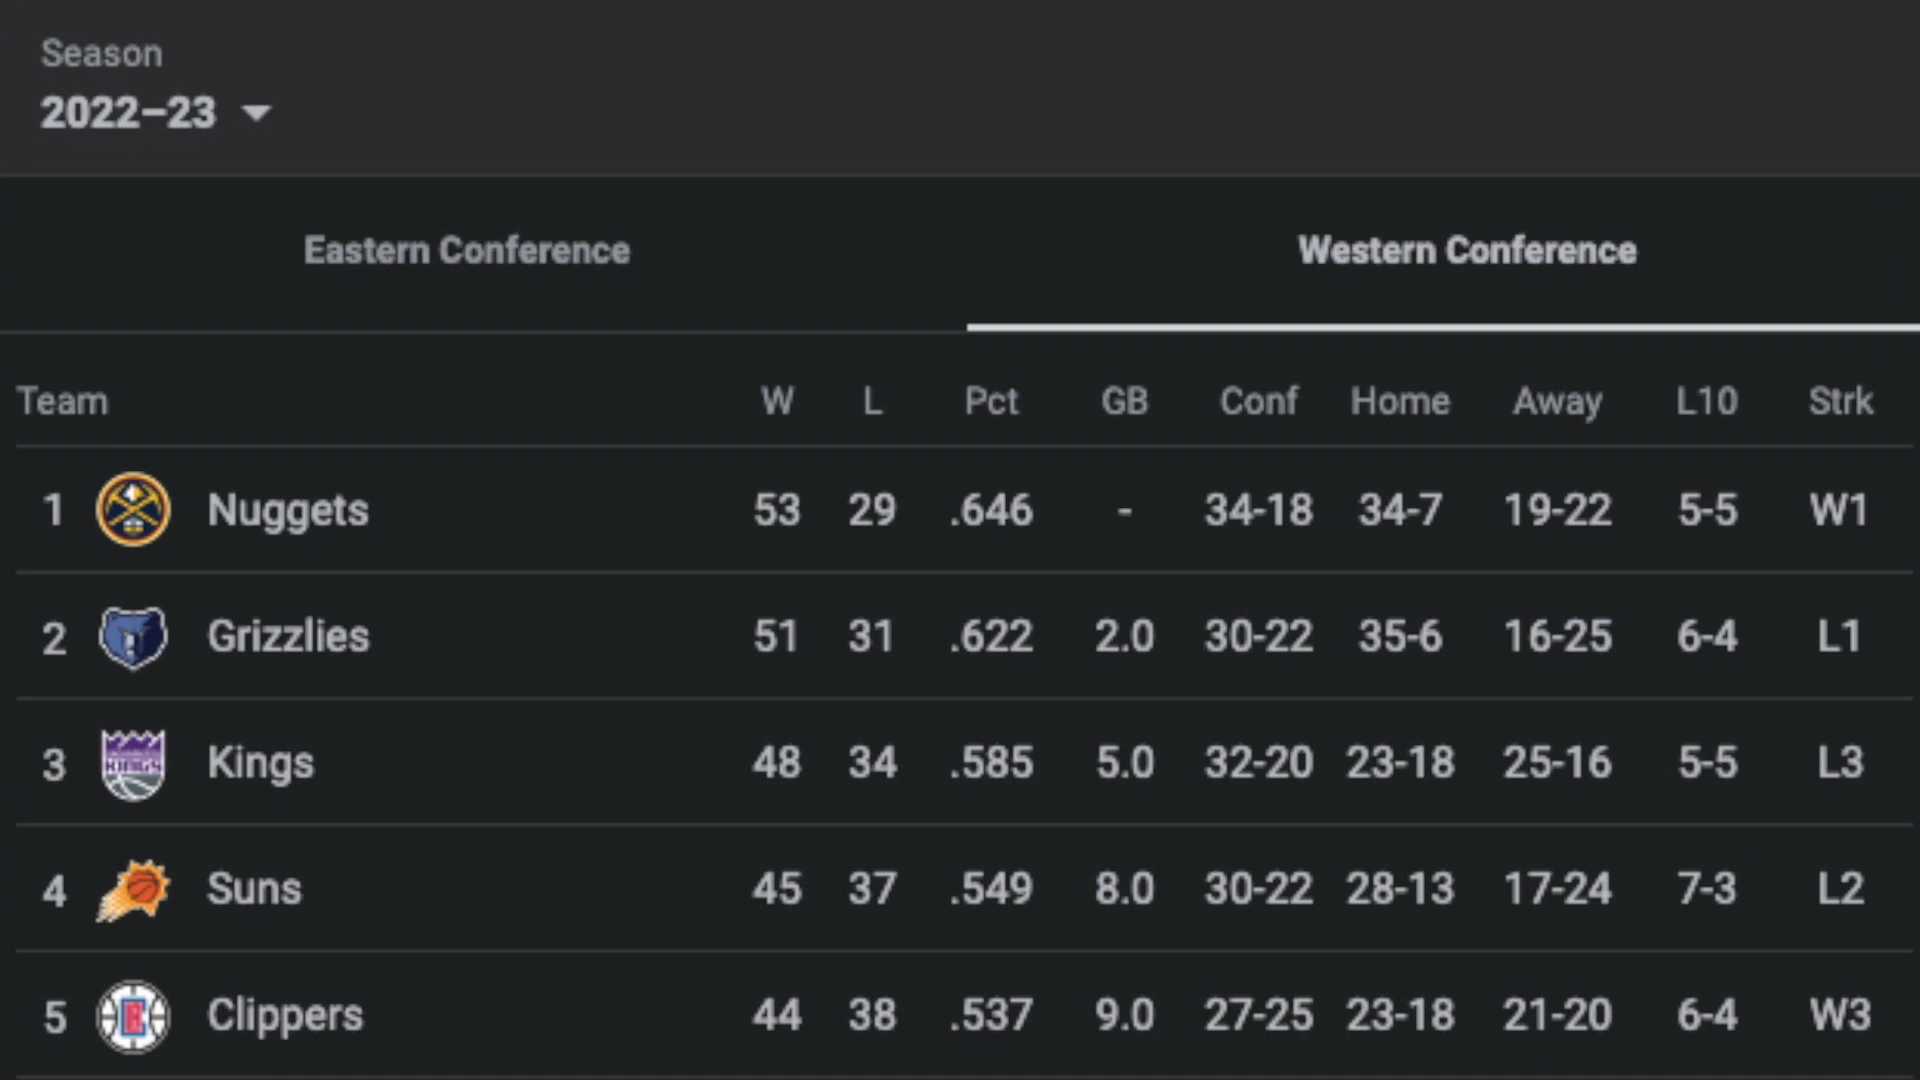 Season
2022–23
Eastern Conference Western Conference
Team W L Pct GB Conf Home Away L10 Strk
1 Nuggets 53 29 .646 - 34-18 34-7 19-22 5-5 W1
2 Grizzlies 51 31 .622 2.0 30-22 35-6 16-25 6-4 L1
3 KINGS Kings 48 34 .585 5.0 32-20 23-18 25-16 5-5 L3
4 Suns 45 37 .549 8.0 30-22 28-13 17-24 7-3 L2
5 Clippers 44 38 .537 9.0 27-25 23-18 21-20 6-4 W3